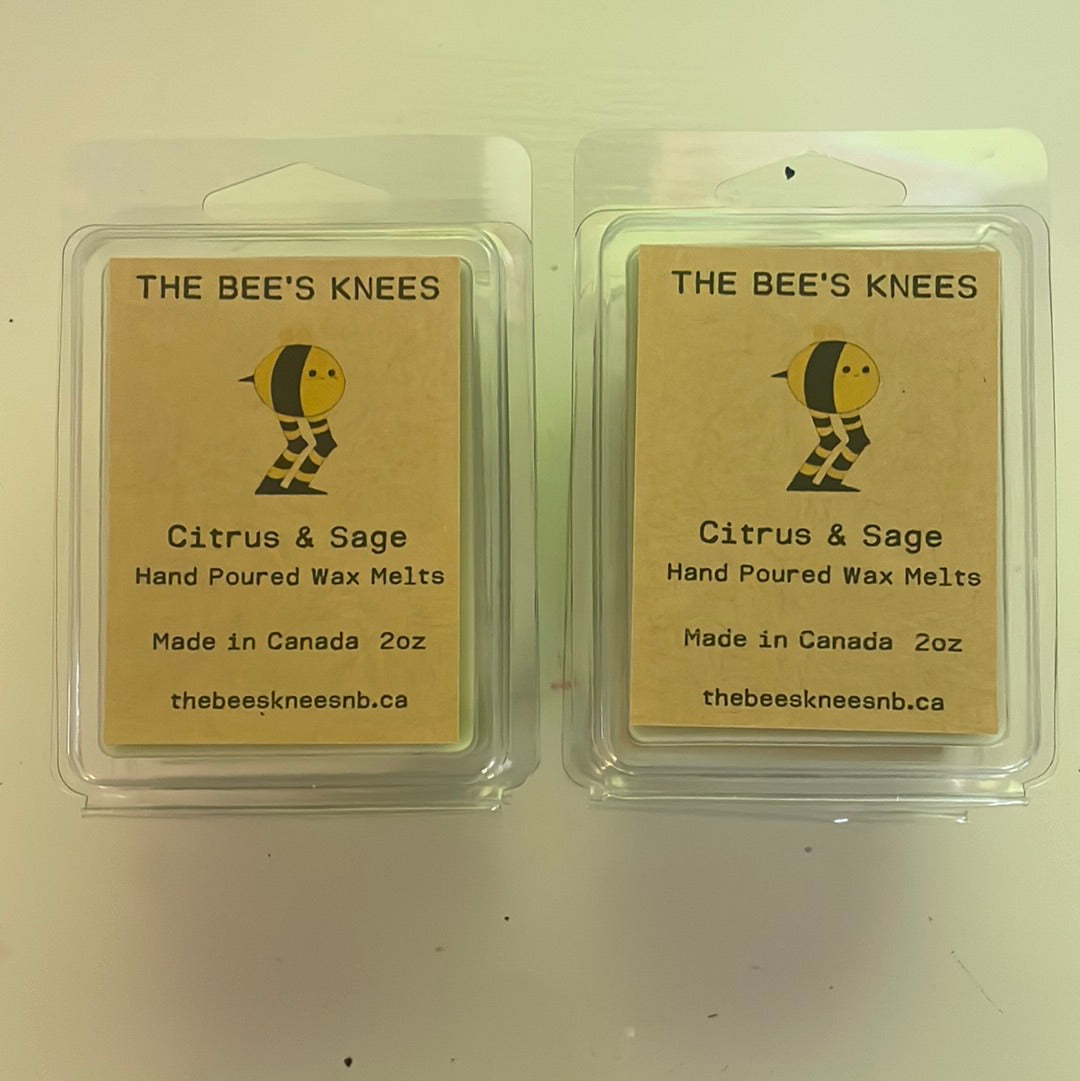 THE BEE'S KNEES
Citrus & Sage
Hand Poured Wax Melts
Made in Canada 2oz
thebeeskneesnb.ca
THE BEE'S KNEES
Citrus & Sage
Hand Poured Wax Melts
Made in Canada 2oz
thebeeskneesnb.ca